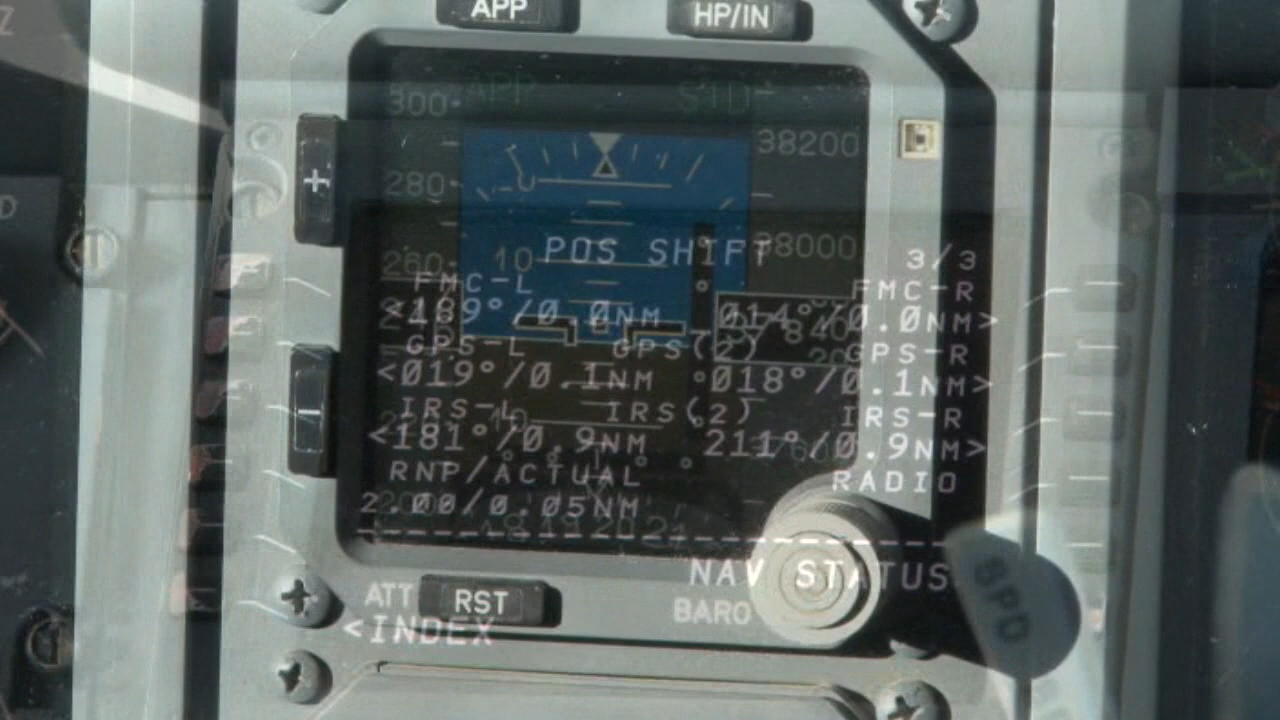 APP HP/IN
300 APP STD
38200
280
+
260 10 38000
POS SHIFT 3/3
FMC-L FMC-R
<189°/0.0NM 014°/0.0NM>
GPS-L GPS(2) GPS-R
<019°/0.1NM 018°/0.1NM>
IRS-L IRS(2) IRS-R
<181°/0.9NM 211°/0.9NM>
RNP/ACTUAL RADIO
2.00/0.05NM
NAV STATUS
ATT RST BARO
<INDEX
SPD